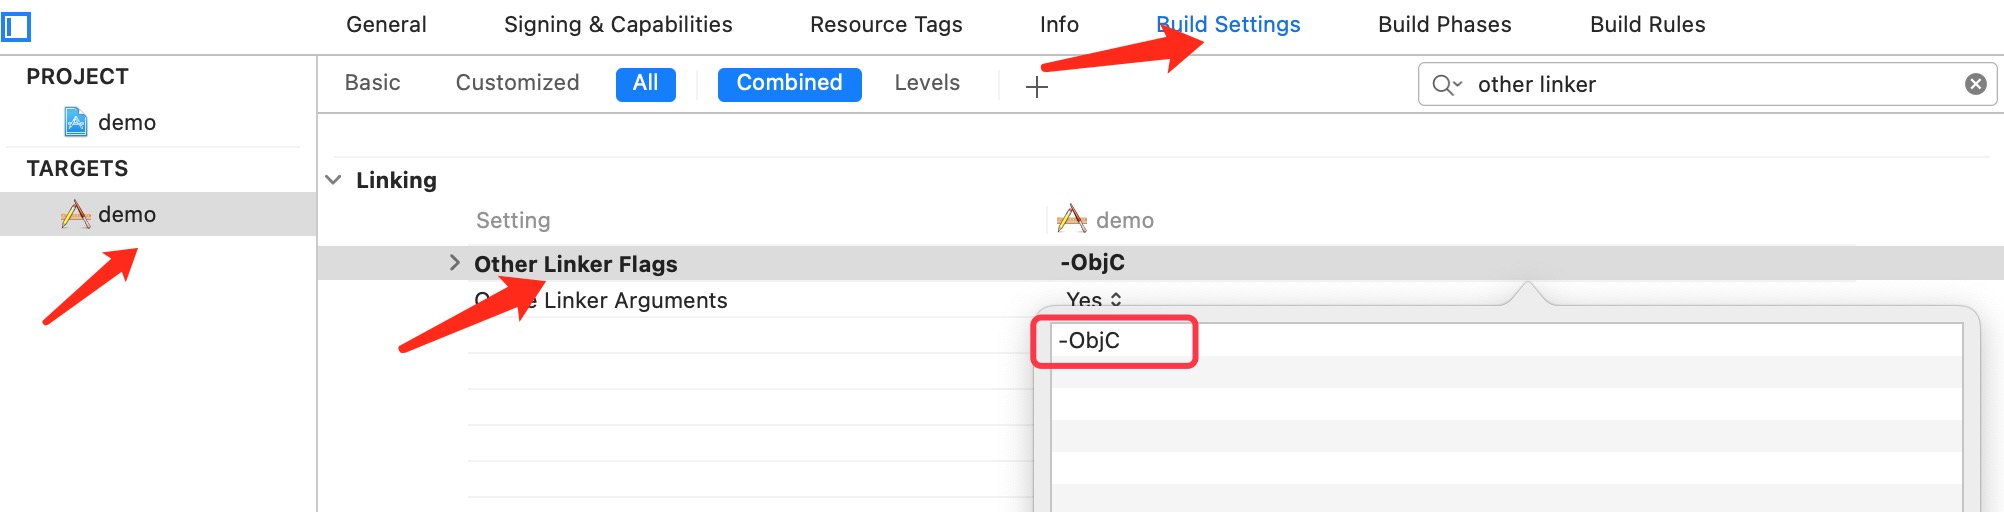 General Signing & Capabilities Resource Tags Info Build Settings Build Phases Build Rules
PROJECT
demo
TARGETS
demo
Basic Customized All Combined Levels other linker
Linking
Setting demo
Other Linker Flags -ObjC
Linker Arguments Yes
-ObjC